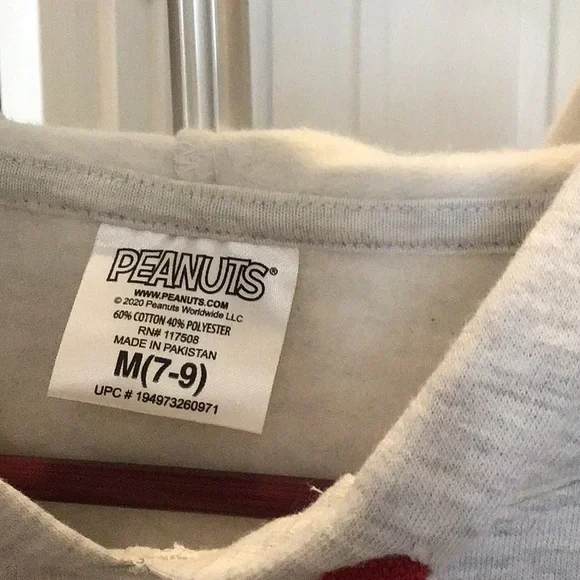 PEANUTS®
WWW.PEANUTS.COM
© 2020 Peanuts Worldwide LLC
60% COTTON 40% POLYESTER
RN# 117508
MADE IN PAKISTAN
M(7-9)
UPC # 194973260971